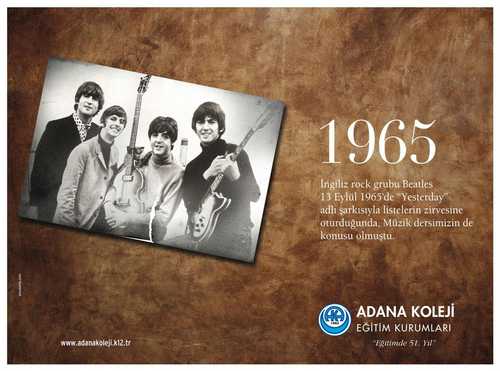 1965
İngiliz rock grubu Beatles
13 Eylül 1965'de "Yesterday"
adlı şarkısıyla listelerin zirvesine
oturduğunda, Müzik dersimizin de
konusu olmuştu.
ADANA KOLEJİ
EĞİTİM KURUMLARI
"Eğitimde 51. Yıl"
www.adanakoleji.k12.tr